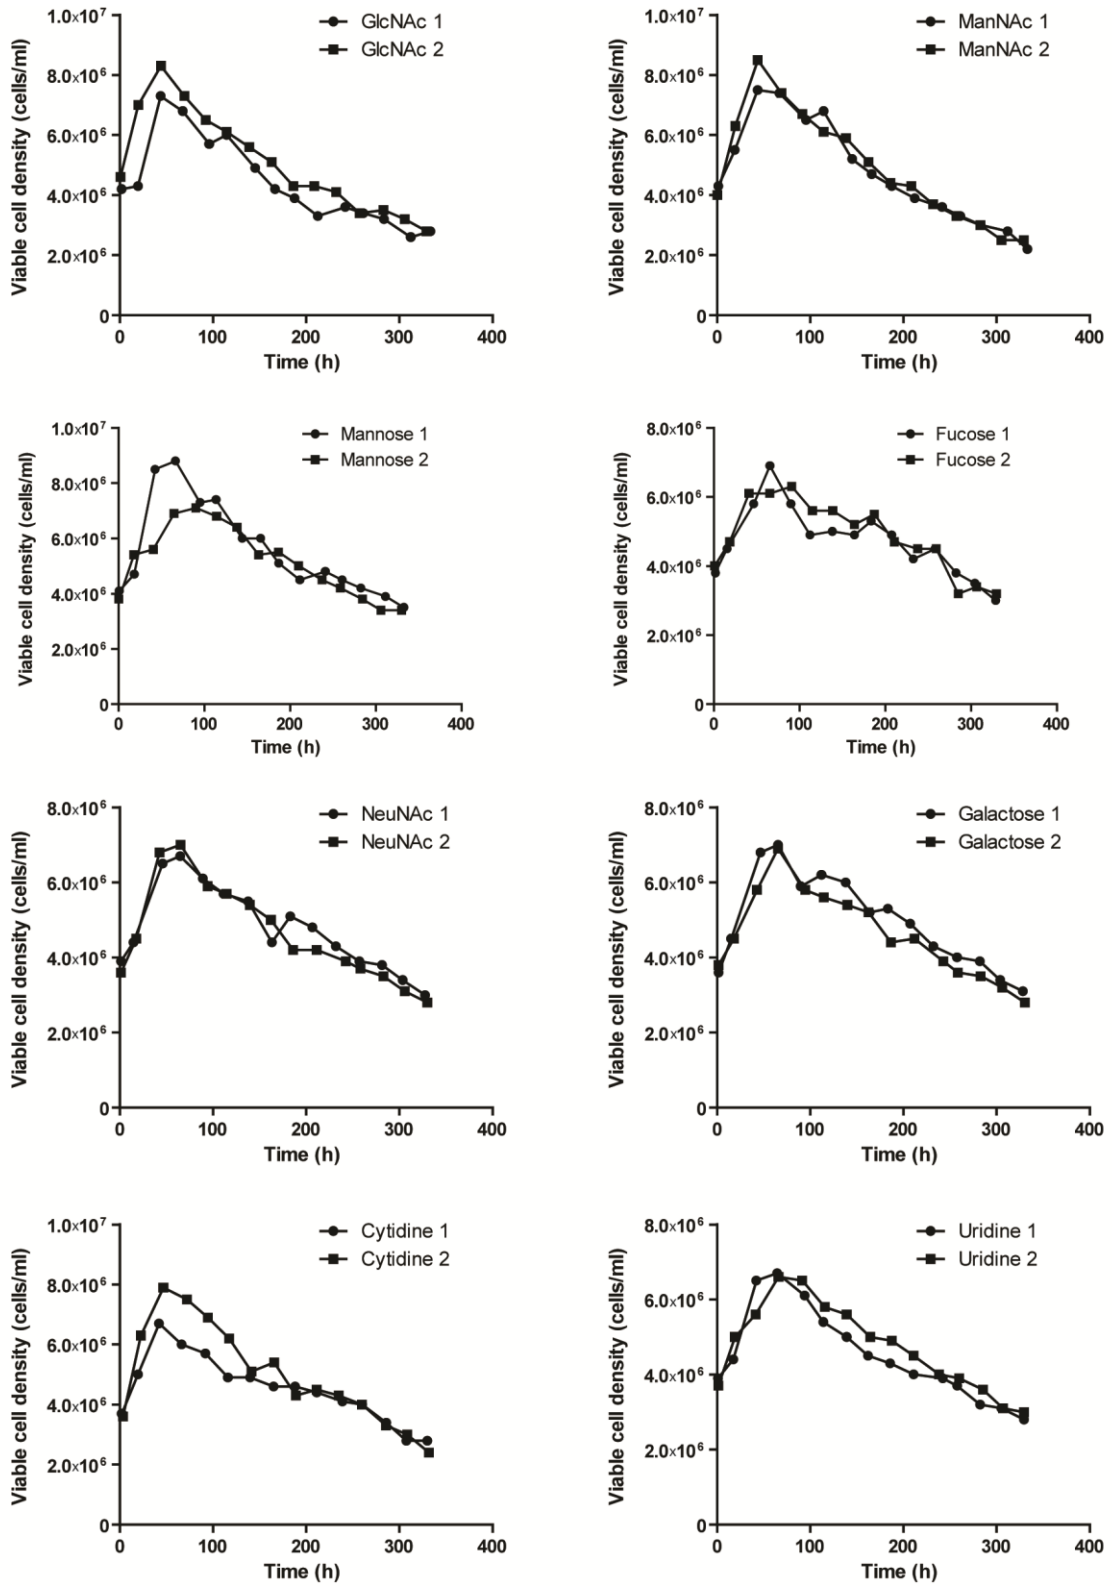 1.0×10⁷
8.0×10⁶
6.0×10⁶
4.0×10⁶
2.0×10⁶
0
Viable cell density (cells/ml)
GlcNAc 1
GlcNAc 2
0 100 200 300 400
Time (h)
1.0×10⁷
8.0×10⁶
6.0×10⁶
4.0×10⁶
2.0×10⁶
0
Viable cell density (cells/ml)
ManNAc 1
ManNAc 2
0 100 200 300 400
Time (h)
1.0×10⁷
8.0×10⁶
6.0×10⁶
4.0×10⁶
2.0×10⁶
0
Viable cell density (cells/ml)
Mannose 1
Mannose 2
0 100 200 300 400
Time (h)
8.0×10⁶
6.0×10⁶
4.0×10⁶
2.0×10⁶
0
Viable cell density (cells/ml)
Fucose 1
Fucose 2
0 100 200 300 400
Time (h)
8.0×10⁶
6.0×10⁶
4.0×10⁶
2.0×10⁶
0
Viable cell density (cells/ml)
NeuNAc 1
NeuNAc 2
0 100 200 300 400
Time (h)
8.0×10⁶
6.0×10⁶
4.0×10⁶
2.0×10⁶
0
Viable cell density (cells/ml)
Galactose 1
Galactose 2
0 100 200 300 400
Time (h)
1.0×10⁷
8.0×10⁶
6.0×10⁶
4.0×10⁶
2.0×10⁶
0
Viable cell density (cells/ml)
Cytidine 1
Cytidine 2
0 100 200 300 400
Time (h)
8.0×10⁶
6.0×10⁶
4.0×10⁶
2.0×10⁶
0
Viable cell density (cells/ml)
Uridine 1
Uridine 2
0 100 200 300 400
Time (h)